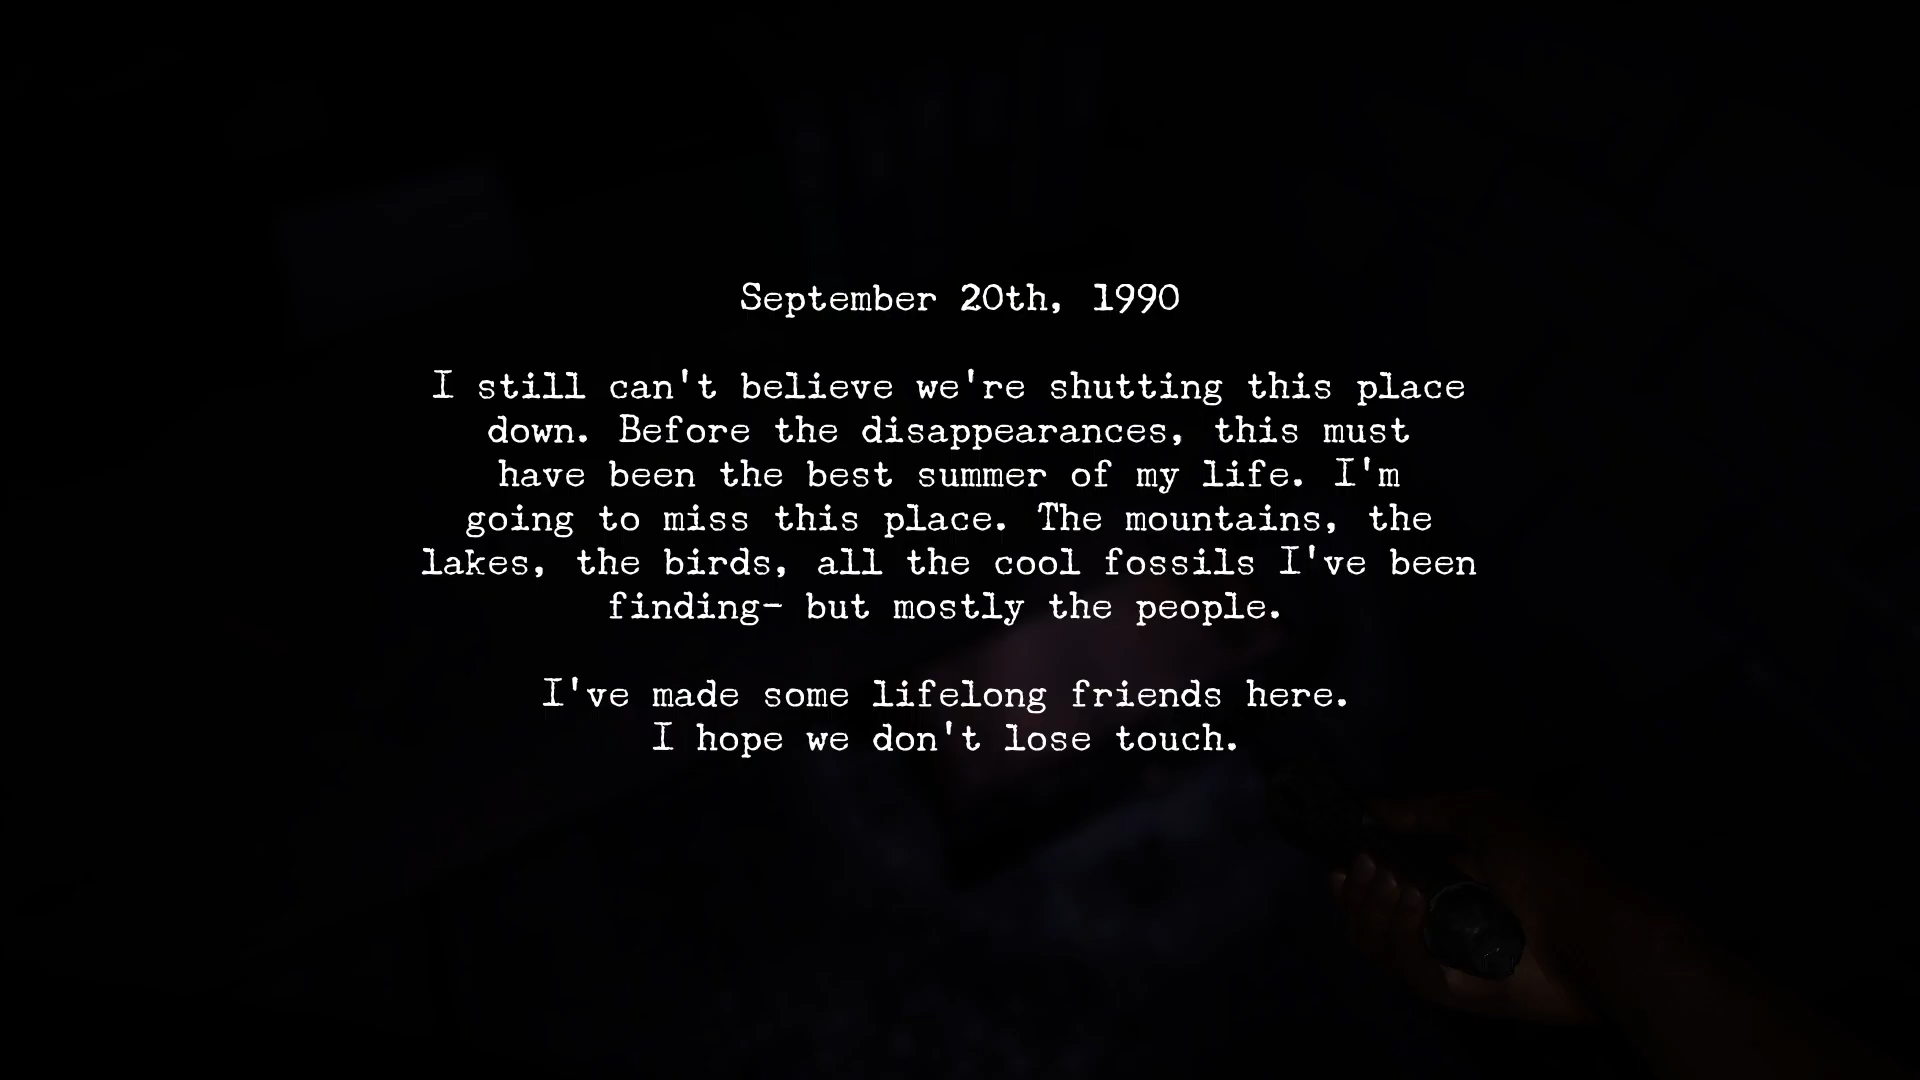 September 20th, 1990
I still can't believe we're shutting this place
down. Before the disappearances, this must
have been the best summer of my life. I'm
going to miss this place. The mountains, the
lakes, the birds, all the cool fossils I've been
finding- but mostly the people.
I've made some lifelong friends here.
I hope we don't lose touch.